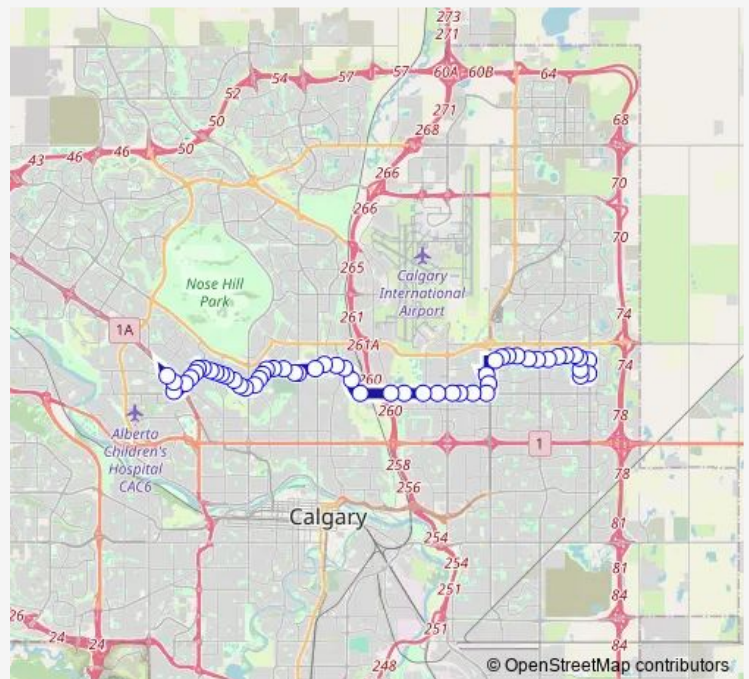 273
271
54
57
57
60A
60B
64
52
271
50
68
268
43
46
46
50
266
70
266
70
265
Nose Hill
Park
Calgary
International
Airport
261
74
1A
261A
74
260
260
78
Alberta
Children's
Hospital
CAC6
1
258
78
256
Calgary
81
254
254
251
81
84
26
24
24
251
84
248
© OpenStreetMap contributors